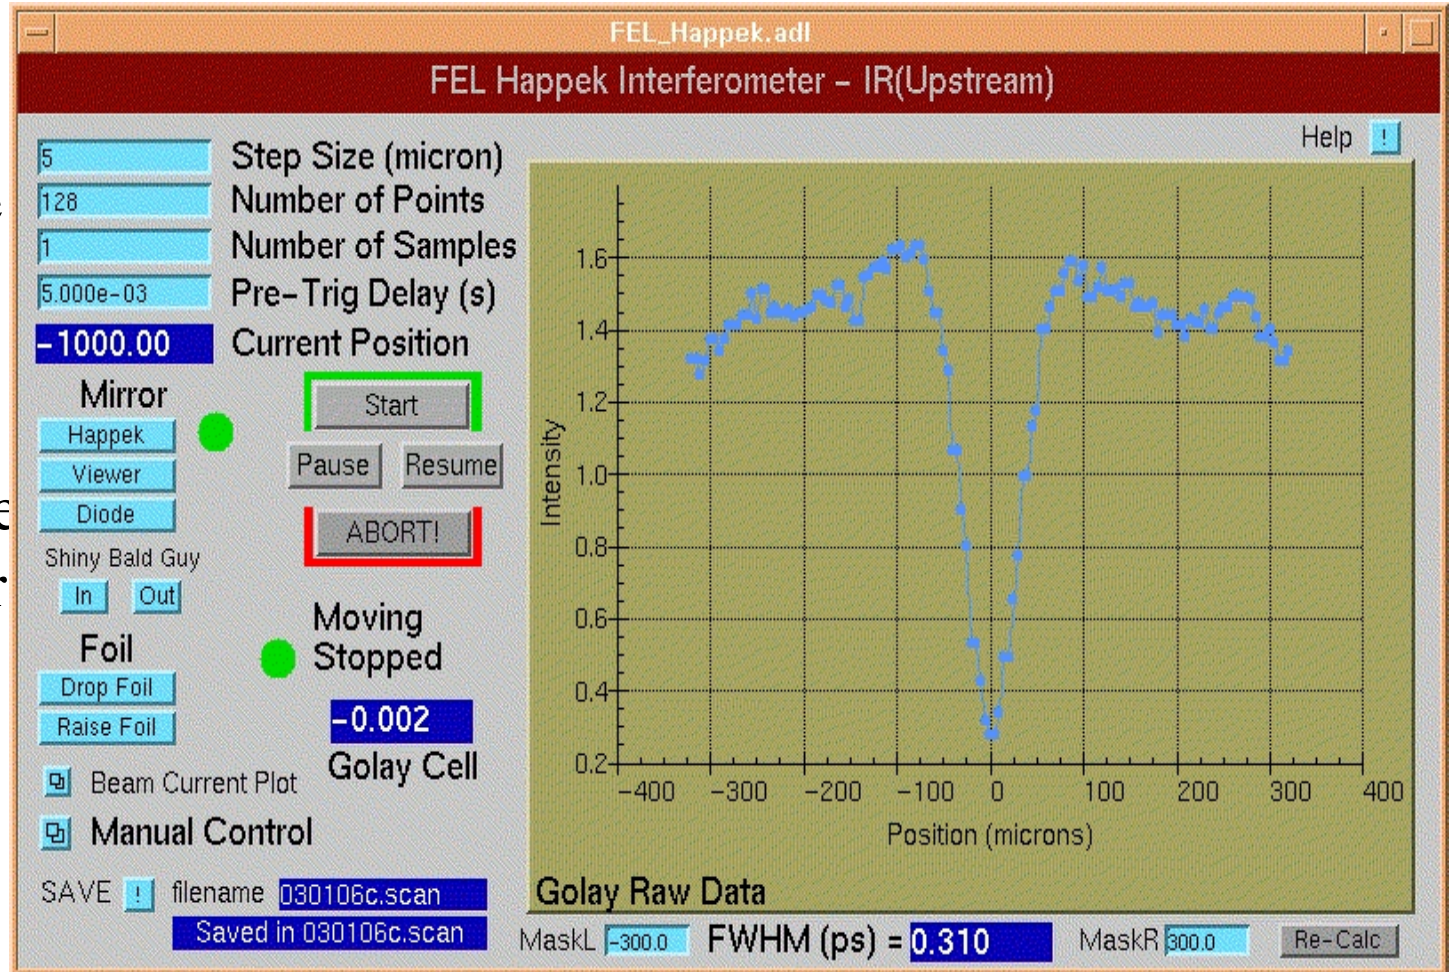 FEL_Happek.adl
FEL Happek Interferometer - IR(Upstream)
Help !
5 Step Size (micron)
128 Number of Points
1 Number of Samples
5.000e-03 Pre-Trig Delay (s)
-1000.00 Current Position
Mirror
Happek
Viewer
Diode
Shiny Bald Guy
In Out
Foil
Drop Foil
Raise Foil
Start
Pause Resume
ABORT!
Moving
Stopped
-0.002
Golay Cell
Beam Current Plot
Manual Control
SAVE ! filename 030106c.scan
Saved in 030106c.scan
Intensity
1.6
1.4
1.2
1.0
0.8
0.6
0.4
0.2
-400 -300 -200 -100 0 100 200 300 400
Position (microns)
Golay Raw Data
MaskL -300.0 FWHM (ps) = 0.310 MaskR 300.0 Re-Calc